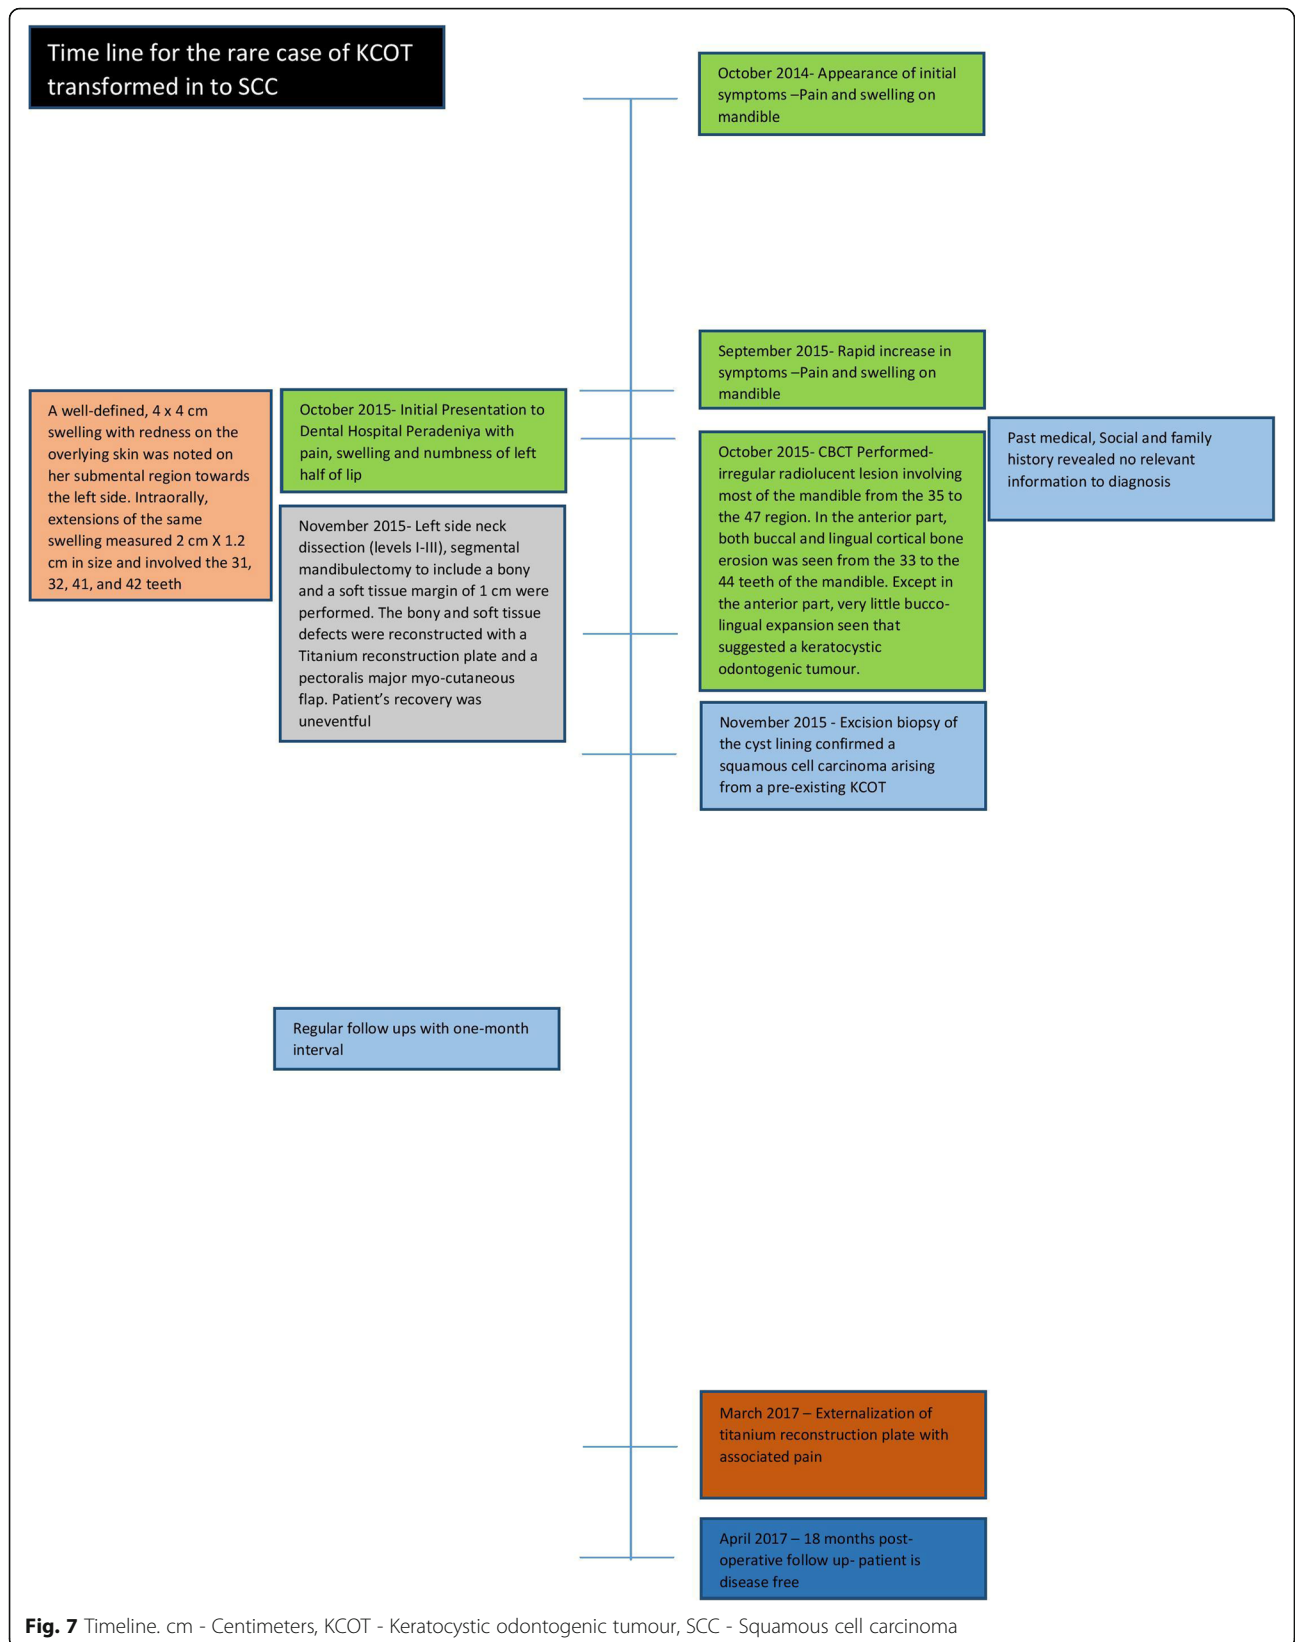 Time line for the rare case of KCOT
transformed in to SCC
October 2014- Appearance of initial
symptoms –Pain and swelling on
mandible
September 2015- Rapid increase in
symptoms –Pain and swelling on
mandible
A well-defined, 4 x 4 cm
swelling with redness on the
overlying skin was noted on
her submental region towards
the left side. Intraorally,
extensions of the same
swelling measured 2 cm X 1.2
cm in size and involved the 31,
32, 41, and 42 teeth
October 2015- Initial Presentation to
Dental Hospital Peradeniya with
pain, swelling and numbness of left
half of lip
October 2015- CBCT Performed-
irregular radiolucent lesion involving
most of the mandible from the 35 to
the 47 region. In the anterior part,
both buccal and lingual cortical bone
erosion was seen from the 33 to the
44 teeth of the mandible. Except in
the anterior part, very little bucco-
lingual expansion seen that
suggested a keratocystic
odontogenic tumour.
Past medical, Social and family
history revealed no relevant
information to diagnosis
November 2015- Left side neck
dissection (levels I-III), segmental
mandibulectomy to include a bony
and a soft tissue margin of 1 cm were
performed. The bony and soft tissue
defects were reconstructed with a
Titanium reconstruction plate and a
pectoralis major myo-cutaneous
flap. Patient’s recovery was
uneventful
November 2015 - Excision biopsy of
the cyst lining confirmed a
squamous cell carcinoma arising
from a pre-existing KCOT
Regular follow ups with one-month
interval
March 2017 – Externalization of
titanium reconstruction plate with
associated pain
April 2017 – 18 months post-
operative follow up- patient is
disease free
Fig. 7 Timeline. cm - Centimeters, KCOT - Keratocystic odontogenic tumour, SCC - Squamous cell carcinoma